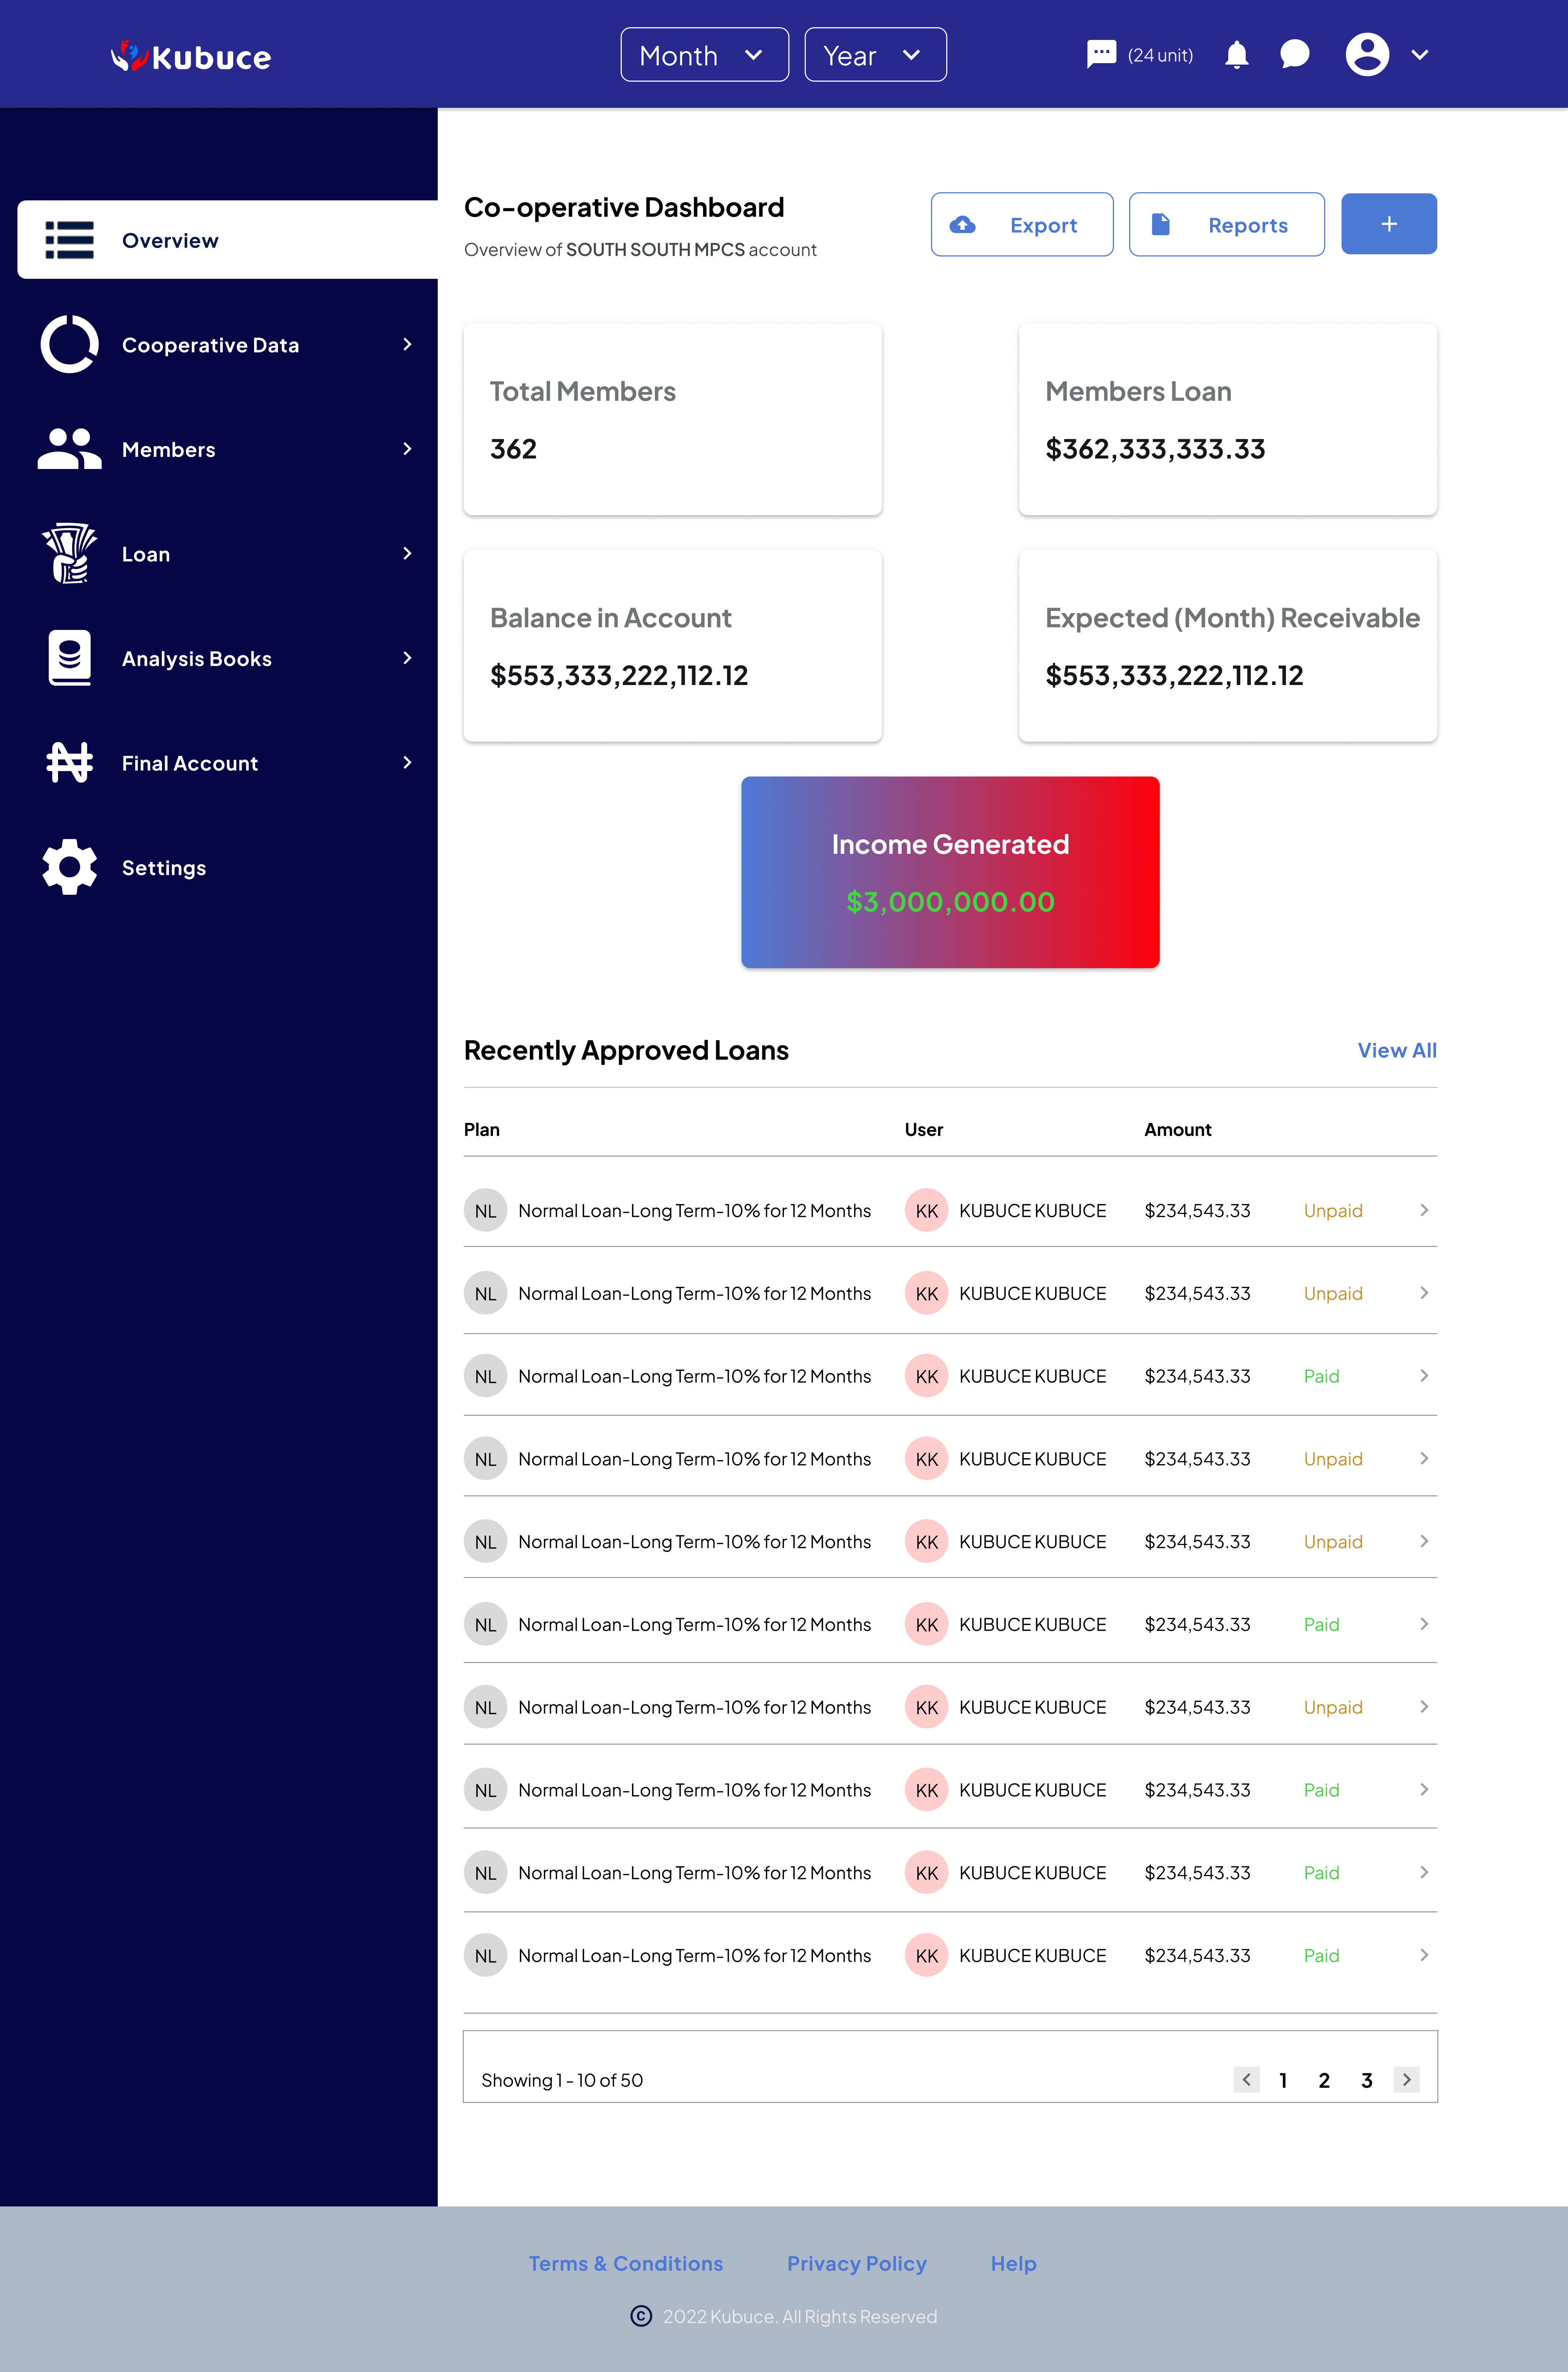 Kubuce
Month
Year
(24 unit)
Overview
Cooperative Data
Members
Loan
Analysis Books
Final Account
Settings
Co-operative Dashboard
Overview of SOUTH SOUTH MPCS account
Export
Reports
+
Total Members
362
Members Loan
$362,333,333.33
Balance in Account
$553,333,222,112.12
Expected (Month) Receivable
$553,333,222,112.12
Income Generated
$3,000,000.00
Recently Approved Loans
View All
Plan User Amount
NL Normal Loan-Long Term-10% for 12 Months KK KUBUCE KUBUCE $234,543.33 Unpaid
NL Normal Loan-Long Term-10% for 12 Months KK KUBUCE KUBUCE $234,543.33 Unpaid
NL Normal Loan-Long Term-10% for 12 Months KK KUBUCE KUBUCE $234,543.33 Paid
NL Normal Loan-Long Term-10% for 12 Months KK KUBUCE KUBUCE $234,543.33 Unpaid
NL Normal Loan-Long Term-10% for 12 Months KK KUBUCE KUBUCE $234,543.33 Unpaid
NL Normal Loan-Long Term-10% for 12 Months KK KUBUCE KUBUCE $234,543.33 Paid
NL Normal Loan-Long Term-10% for 12 Months KK KUBUCE KUBUCE $234,543.33 Unpaid
NL Normal Loan-Long Term-10% for 12 Months KK KUBUCE KUBUCE $234,543.33 Paid
NL Normal Loan-Long Term-10% for 12 Months KK KUBUCE KUBUCE $234,543.33 Paid
NL Normal Loan-Long Term-10% for 12 Months KK KUBUCE KUBUCE $234,543.33 Paid
Showing 1 - 10 of 50
1 2 3
Terms & Conditions Privacy Policy Help
© 2022 Kubuce. All Rights Reserved